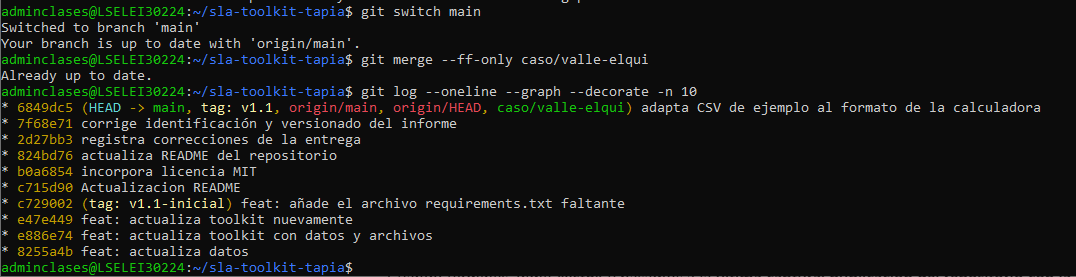 adminclases@LSELEI30224:~/sla-toolkit-tapia$ git switch main
Switched to branch 'main'
Your branch is up to date with 'origin/main'.
adminclases@LSELEI30224:~/sla-toolkit-tapia$ git merge --ff-only caso/valle-elqui
Already up to date.
adminclases@LSELEI30224:~/sla-toolkit-tapia$ git log --oneline --graph --decorate -n 10
* 6849dc5 (HEAD -> main, tag: v1.1, origin/main, origin/HEAD, caso/valle-elqui) adapta CSV de ejemplo al formato de la calculadora
* 7f68e71 corrige identificación y versionado del informe
* 2d27bb3 registra correcciones de la entrega
* 824bd76 actualiza README del repositorio
* b0a6854 incorpora licencia MIT
* c715d90 Actualizacion README
* c729002 (tag: v1.1-inicial) feat: añade el archivo requirements.txt faltante
* e47e449 feat: actualiza toolkit nuevamente
* e886e74 feat: actualiza toolkit con datos y archivos
* 8255a4b feat: actualiza datos
adminclases@LSELEI30224:~/sla-toolkit-tapia$